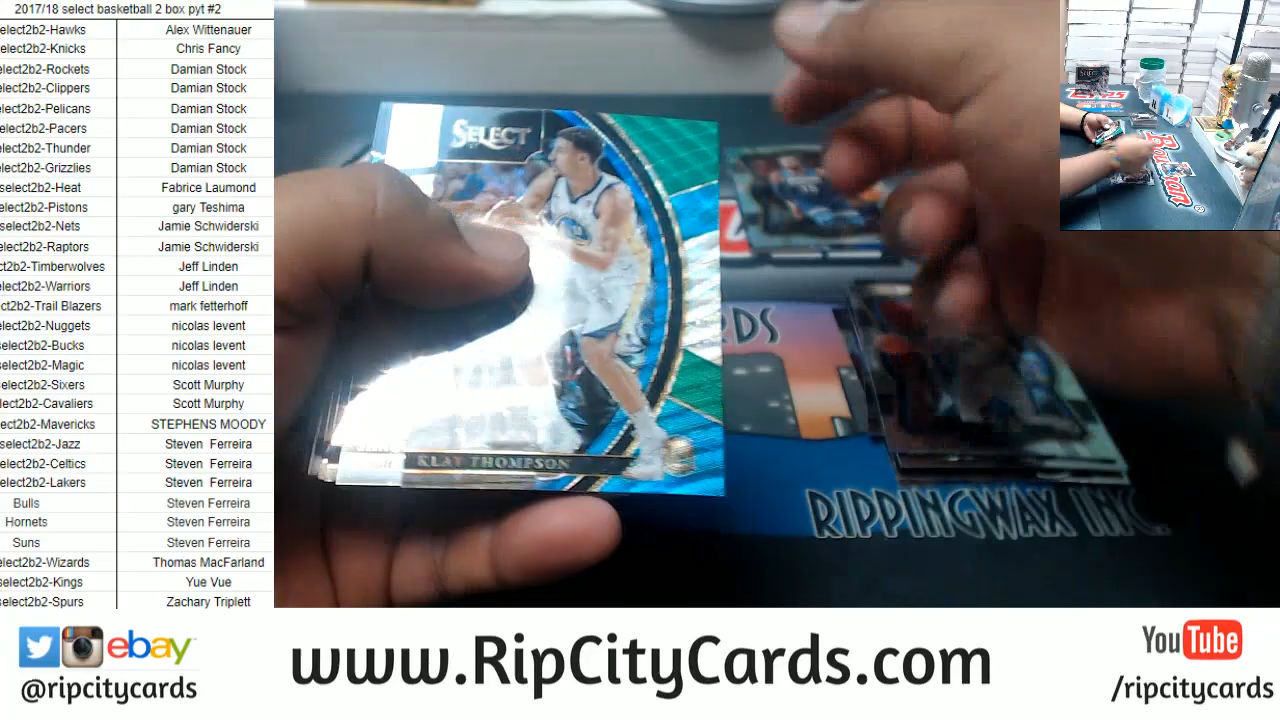 2017/18 select basketball 2 box pyt #2
elect2b2-Hawks Alex Wittenauer
elect2b2-Knicks Chris Fancy
elect2b2-Rockets Damian Stock
elect2b2-Clippers Damian Stock
elect2b2-Pelicans Damian Stock
elect2b2-Pacers Damian Stock
elect2b2-Thunder Damian Stock
elect2b2-Grizzlies Damian Stock
select2b2-Heat Fabrice Laumond
select2b2-Pistons gary Teshima
select2b2-Nets Jamie Schwiderski
elect2b2-Raptors Jamie Schwiderski
ct2b2-Timberwolves Jeff Linden
lect2b2-Warriors Jeff Linden
ct2b2-Trail Blazers mark fetterhoff
elect2b2-Nuggets nicolas levent
elect2b2-Bucks nicolas levent
elect2b2-Magic nicolas levent
elect2b2-Sixers Scott Murphy
lect2b2-Cavaliers Scott Murphy
ect2b2-Mavericks STEPHENS MOODY
select2b2-Jazz Steven Ferreira
elect2b2-Celtics Steven Ferreira
elect2b2-Lakers Steven Ferreira
Bulls Steven Ferreira
Hornets Steven Ferreira
Suns Steven Ferreira
elect2b2-Wizards Thomas MacFarland
select2b2-Kings Yue Vue
elect2b2-Spurs Zachary Triplett
SELECT
KLAY THOMPSON
RDS
RIPPINGWAX INC.
Bowman
ebay
@ripcitycards
www.RipCityCards.com
YouTube
/ripcitycards